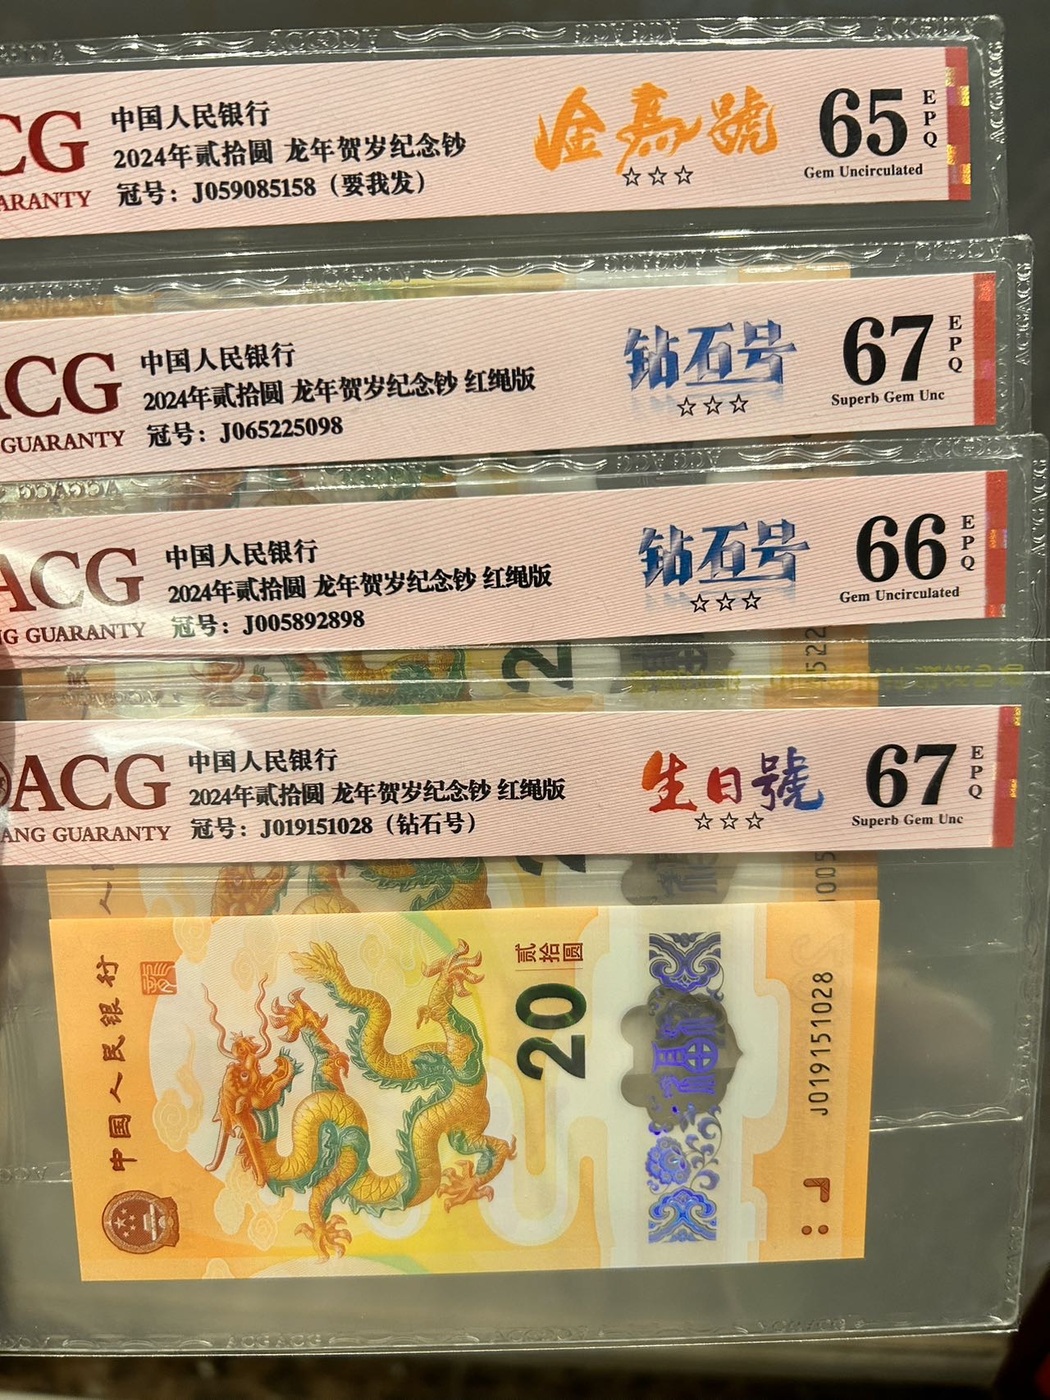 中国人民银行
2024年贰拾圆 龙年贺岁纪念钞
冠号：J059085158（要我发）
金馬號
☆☆☆
65
EPQ
Gem Uncirculated
CG
ARANTY
中国人民银行
2024年贰拾圆 龙年贺岁纪念钞 红绳版
冠号：J065225098
钻石号
☆☆☆
67
EPQ
Superb Gem Unc
ACG
GUARANTY
中国人民银行
2024年贰拾圆 龙年贺岁纪念钞 红绳版
冠号：J005892898
钻石号
☆☆☆
66
EPQ
Gem Uncirculated
ACG
NG GUARANTY
中国人民银行
2024年贰拾圆 龙年贺岁纪念钞 红绳版
冠号：J019151028（钻石号）
生日號
☆☆☆
67
EPQ
Superb Gem Unc
ACG
ANG GUARANTY
中国人民银行
贰拾圆
20
J019151028